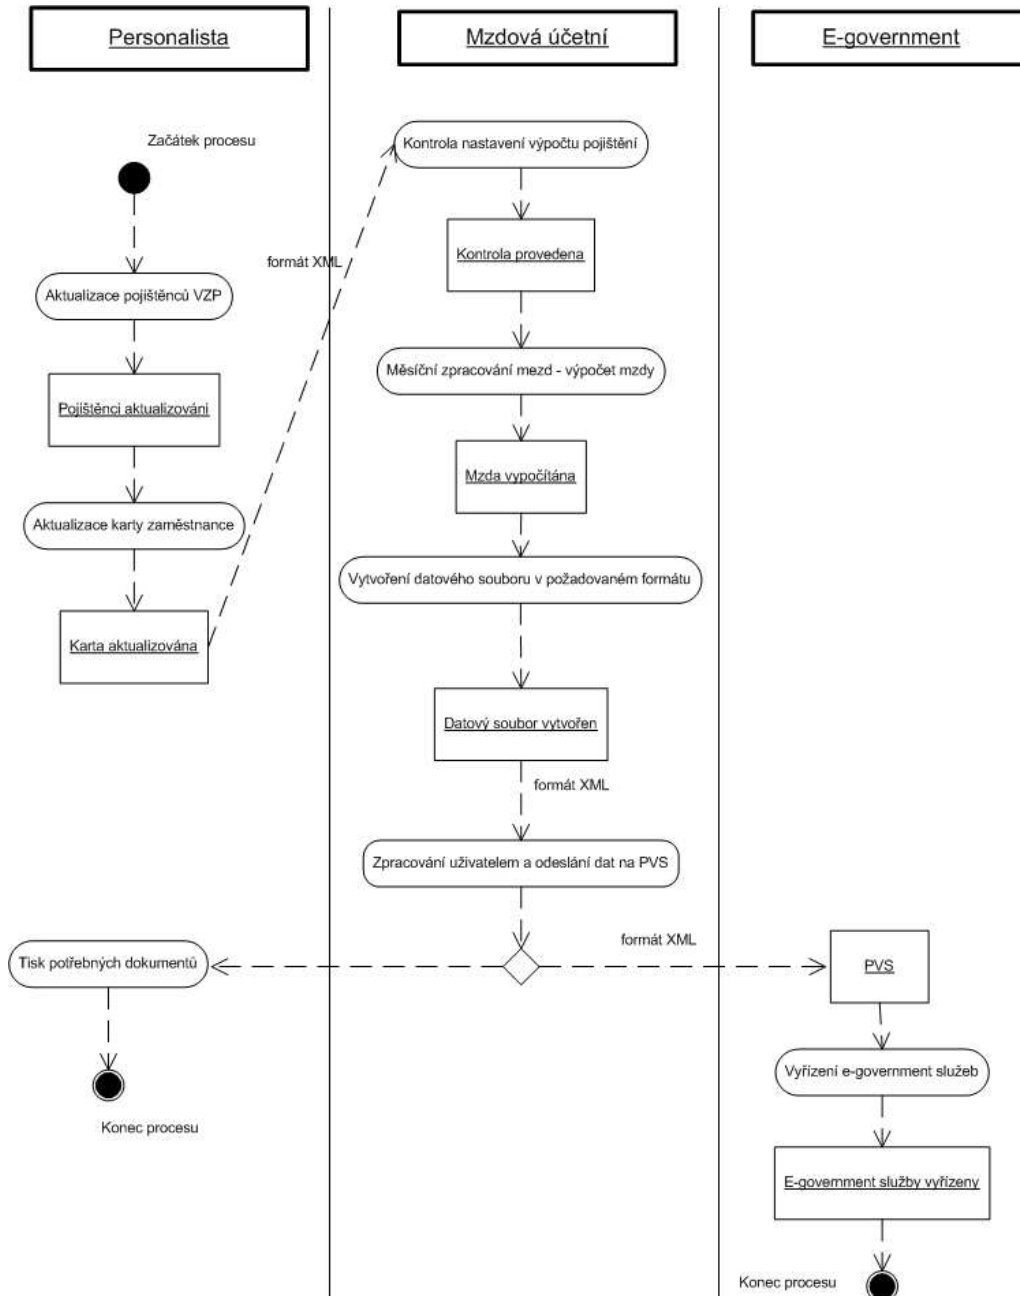 Personalista
Mzdová účetní
E-government
Začátek procesu
Aktualizace pojištěnců VZP
Pojištěnci aktualizováni
Aktualizace karty zaměstnance
Karta aktualizována
formát XML
Kontrola nastavení výpočtu pojištění
Kontrola provedena
Měsíční zpracování mezd - výpočet mzdy
Mzda vypočítána
Vytvoření datového souboru v požadovaném formátu
Datový soubor vytvořen
formát XML
Zpracování uživatelem a odeslání dat na PVS
formát XML
Tisk potřebných dokumentů
Konec procesu
PVS
Vyřízení e-government služeb
E-government služby vyřízeny
Konec procesu